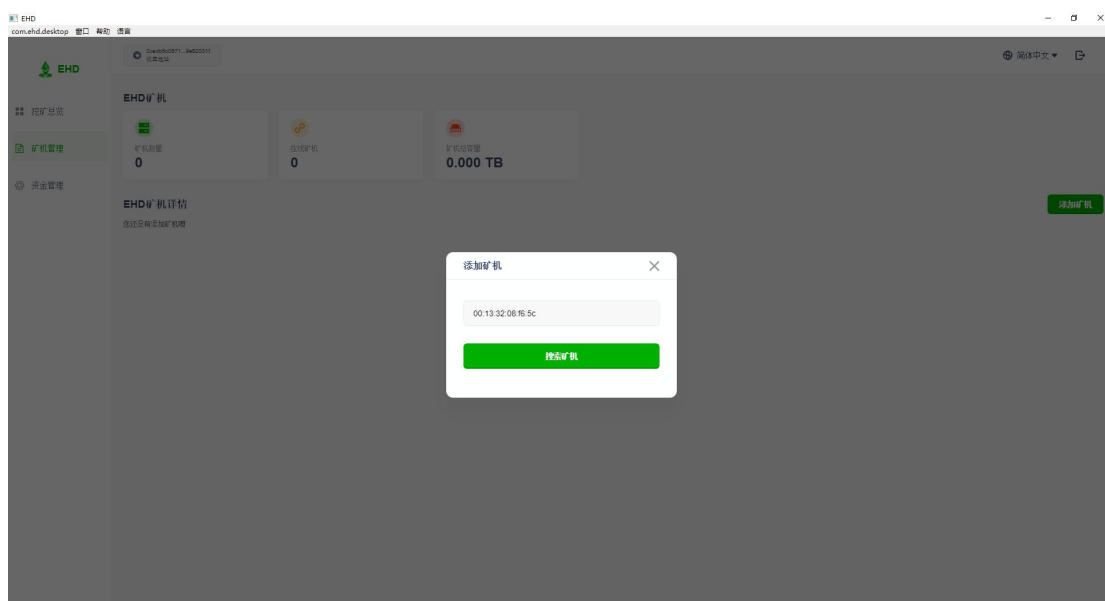 EHD
com.ehd.desktop 窗口 帮助 语言
EHD
简体中文
EHD矿机
挖矿总览
矿机管理
资金管理
矿机数量
0
在线矿机
0
矿机总容量
0.000 TB
EHD矿机详情
添加矿机
您还没有添加矿机哦
添加矿机
00:13:32:08:f6:5c
搜索矿机